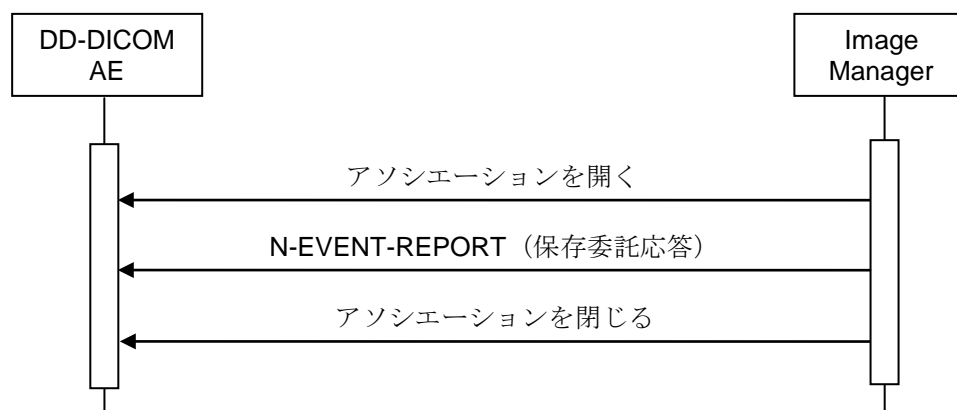 DD-DICOM
AE
Image
Manager
アソシエーションを開く
N-EVENT-REPORT（保存委託応答）
アソシエーションを閉じる